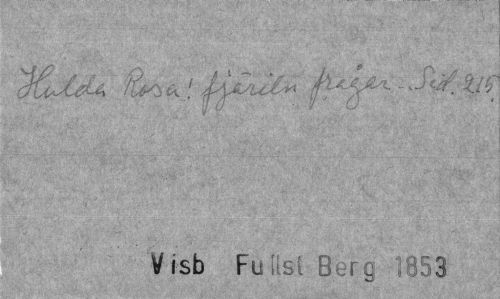 Hulda Rosa! fjäriln frågar. Sid. 215.
Visb Fullst Berg 1853